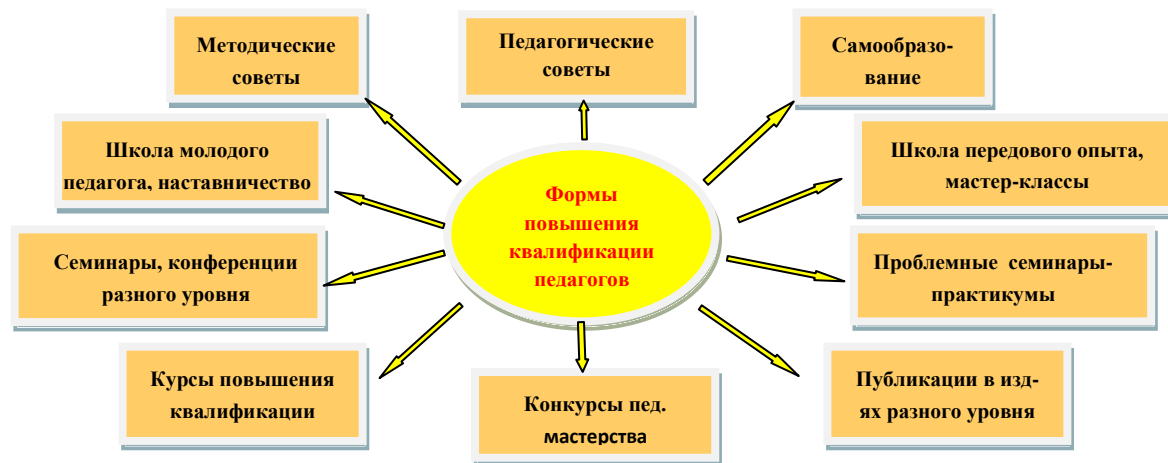 Методические
советы
Педагогические
советы
Самообразо-
вание
Школа молодого
педагога, наставничество
Школа передового опыта,
мастер-классы
Формы
повышения
квалификации
педагогов
Семинары, конференции
разного уровня
Проблемные семинары-
практикумы
Курсы повышения
квалификации
Конкурсы пед.
мастерства
Публикации в изд-
ях разного уровня